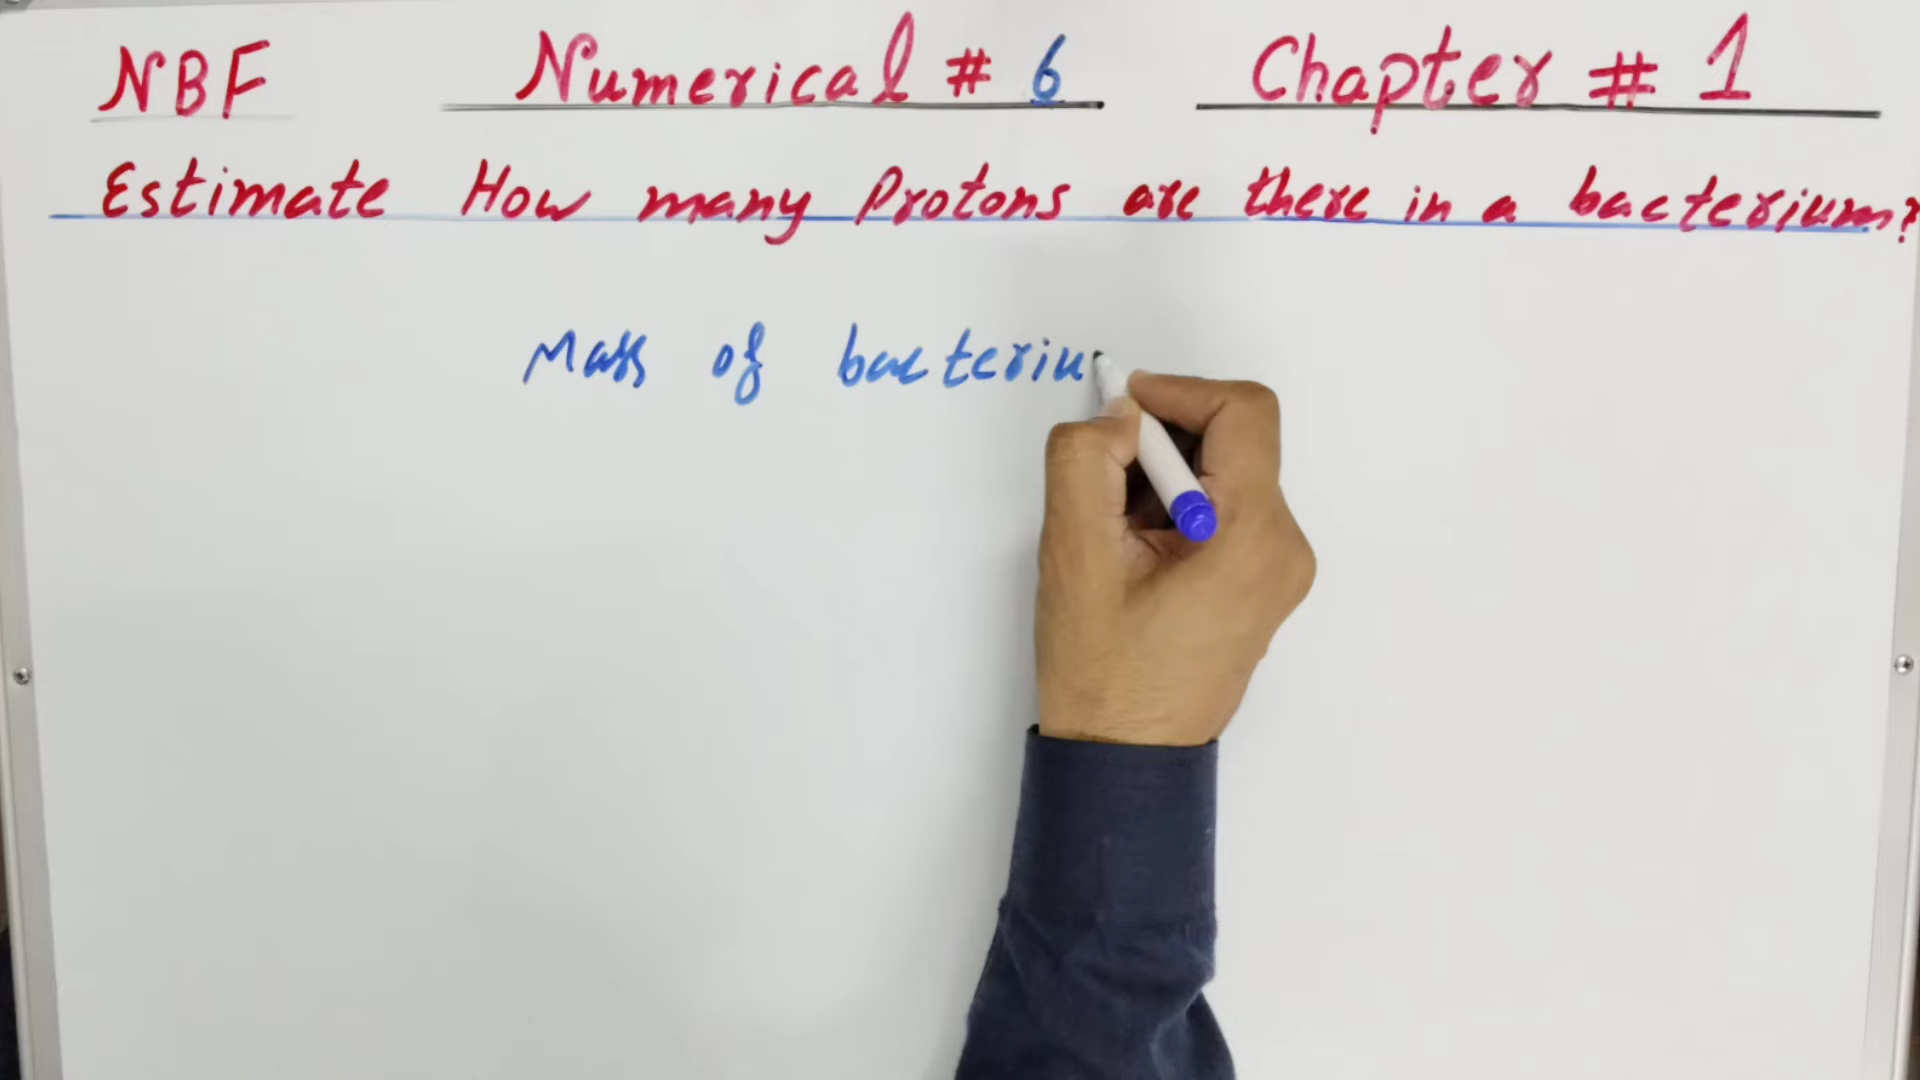 NBF Numerical # 6 Chapter # 1
Estimate How many Protons are there in a bacterium?
Mass of bacteriu